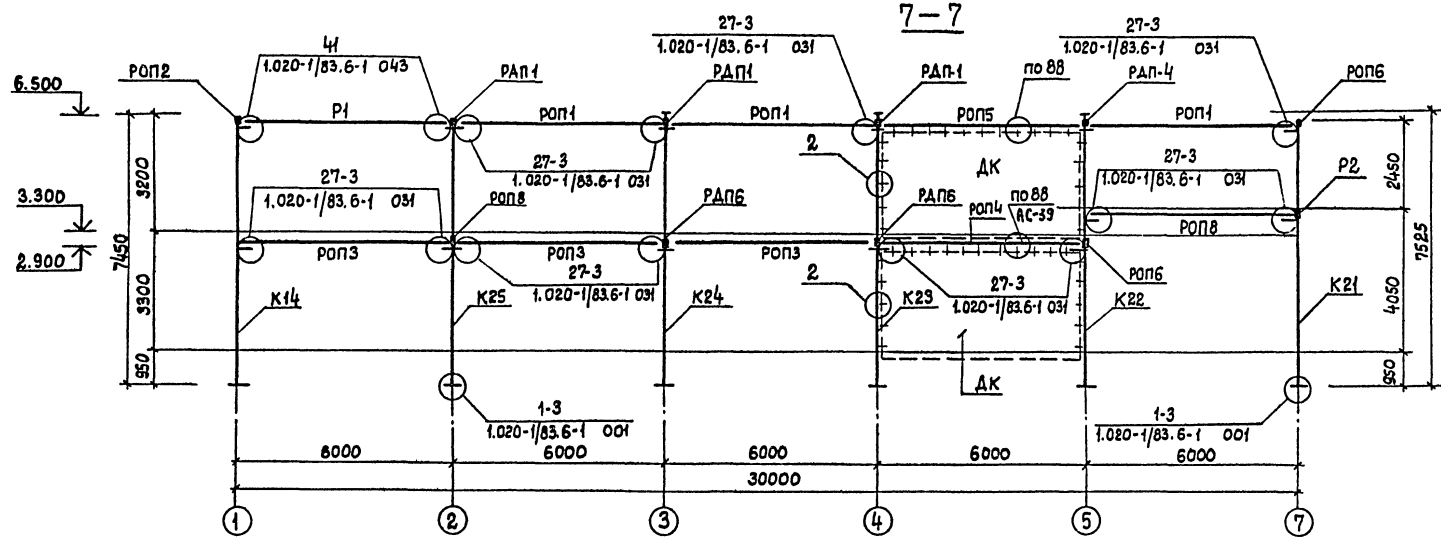 7-7
27-3
1.020-1/83.6-1 031
27-3
1.020-1/83.6-1 031
41
1.020-1/83.6-1 043
6.500
РОП2
РАП1
РДП1
РДП-1
по 88
РДП-4
РОП6
Р1
РОП1
РОП1
РОП5
РОП1
27-3
1.020-1/83.6-1 031
2
ДК
27-3
1.020-1/83.6-1 031
3200
27-3
1.020-1/83.6-1 031
2450
Р2
3.300
РОП8
РДП6
РДП6
РОП4
по 88
АС-39
РОП8
7450
7525
2.900
РОП3
РОП3
РОП3
27-3
1.020-1/83.6-1 031
2
РОП6
27-3
1.020-1/83.6-1 031
3300
К14
К25
К24
К23
К22
К21
4050
950
ДК
950
1-3
1.020-1/83.6-1 001
1-3
1.020-1/83.6-1 001
6000
6000
6000
6000
6000
30000
1
2
3
4
5
7